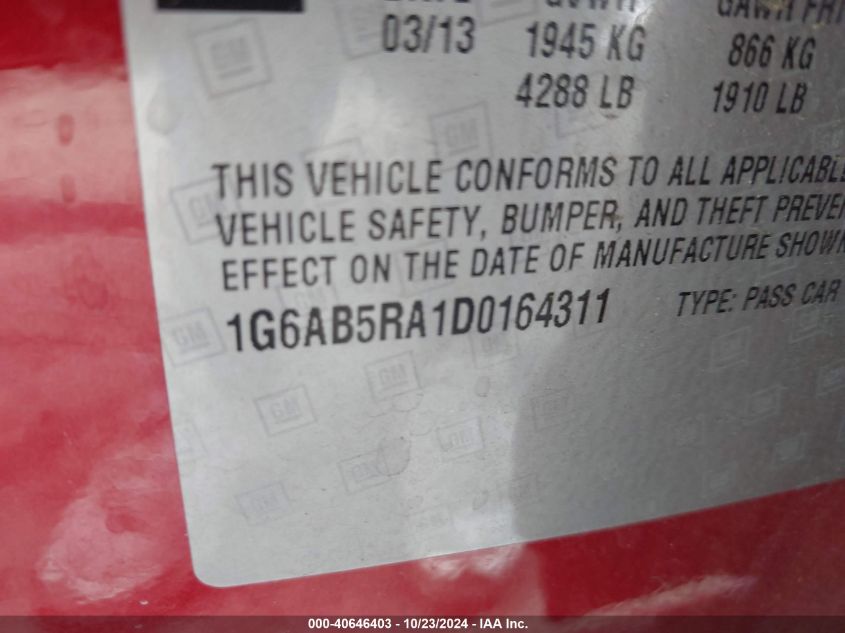 03/13 1945 KG 866 KG
4288 LB 1910 LB
THIS VEHICLE CONFORMS TO ALL APPLICABLE
VEHICLE SAFETY, BUMPER, AND THEFT PREVEN
EFFECT ON THE DATE OF MANUFACTURE SHOWN
1G6AB5RA1D0164311 TYPE: PASS CAR
GM
000-40646403 - 10/23/2024 - IAA Inc.